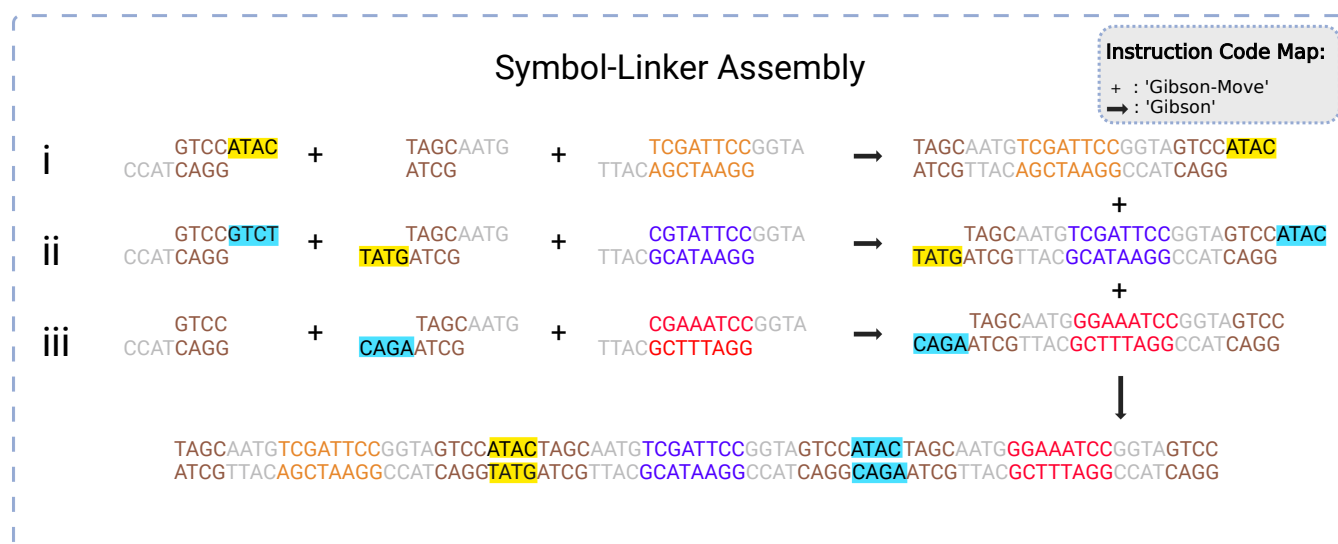 Symbol-Linker Assembly
Instruction Code Map:
+ : 'Gibson-Move'
➡ : 'Gibson'
i
GTCCATAC + TAGCAATG + TCGATTCCGGTA ➡ TAGCAATGTCGATTCCGGTAGTCCATAC
CCATCAGG ATCG TTACAGCTAAGG ATCGTTACAGCTAAGGCCATCAGG
+
ii
GTCCGTCT + TAGCAATG + CGTATTCCGGTA ➡ TAGCAATGTCGATTCCGGTAGTCCATAC
CCATCAGG TATGATCG TTACGCATAAGG TATGATCGTTACGCATAAGGCCATCAGG
+
iii
GTCC + TAGCAATG + CGAAATCCGGTA ➡ TAGCAATGGGAAATCCGGTAGTCC
CCATCAGG CAGAATCG TTACGCTTTAGG CAGAATCGTTACGCTTTAGGCCATCAGG
TAGCAATGTCGATTCCGGTAGTCCATACTAGCAATGTCGATTCCGGTAGTCCATACTAGCAATGGGAAATCCGGTAGTCC
ATCGTTACAGCTAAGGCCATCAGGTATGATCGTTACGCATAAGGCCATCAGGCAGAATCGTTACGCTTTAGGCCATCAGG